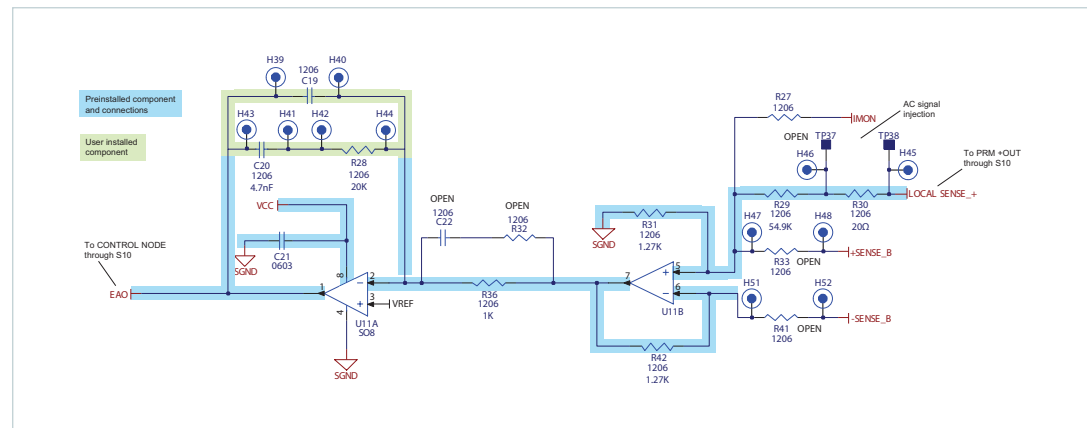 H39
H40
1206
C19
Preinstalled component
and connections
H43
H41
H42
H44
User installed
component
C20
1206
4.7nF
R28
1206
20K
VCC
SGND
C21
0603
To CONTROL NODE
through S10
EAO
1
8
2
3
4
VREF
U11A
SO8
SGND
OPEN
1206
C22
OPEN
1206
R32
R36
1206
1K
SGND
R31
1206
1.27K
7
5
6
U11B
R42
1206
1.27K
R27
1206
OPEN
IMON
AC signal
injection
TP37
TP38
H46
H45
To PRM +OUT
through S10
LOCAL SENSE_+
R29
1206
54.9K
R30
1206
20Ω
H47
H48
R33
1206
OPEN
+SENSE_B
H51
H52
R41
1206
OPEN
-SENSE_B